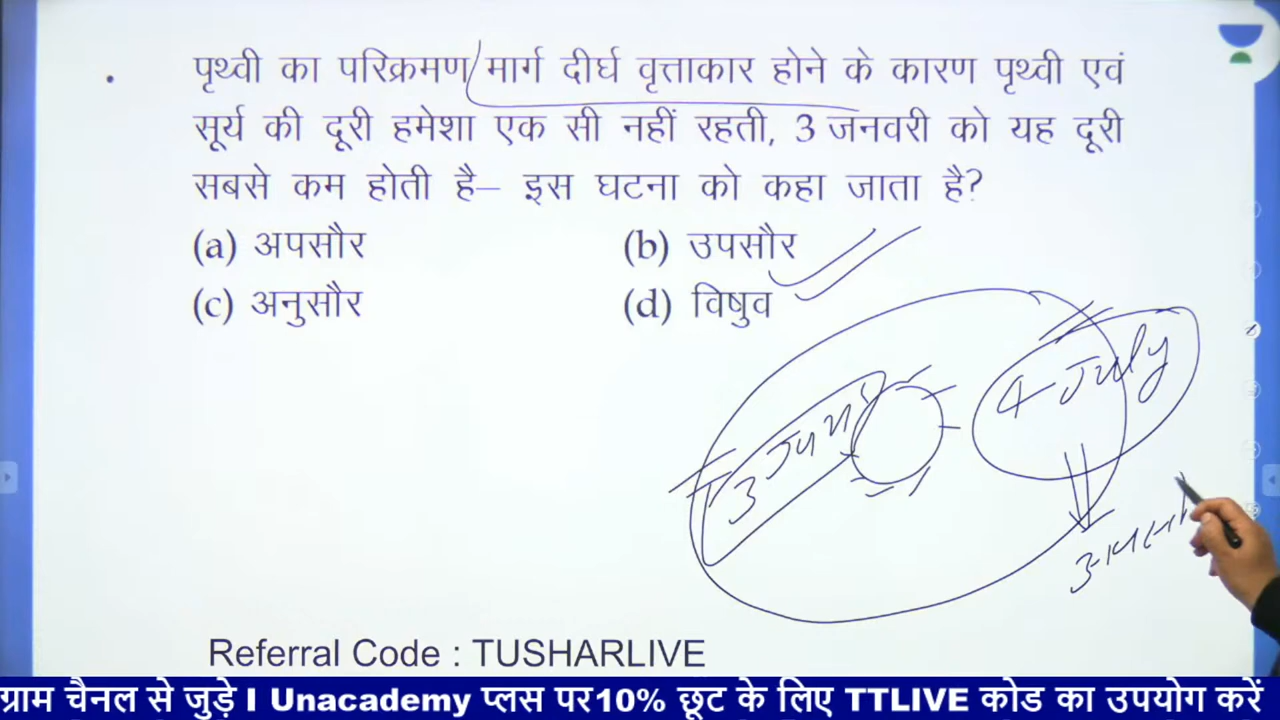 . पृथ्वी का परिक्रमण मार्ग दीर्घ वृत्ताकार होने के कारण पृथ्वी एवं
सूर्य की दूरी हमेशा एक सी नहीं रहती, 3 जनवरी को यह दूरी
सबसे कम होती है– इस घटना को कहा जाता है?
(a) अपसौर (b) उपसौर
(c) अनुसौर (d) विषुव
4 July
3
Referral Code : TUSHARLIVE
ग्राम चैनल से जुड़े I Unacademy प्लस पर10% छूट के लिए TTLIVE कोड का उपयोग करें